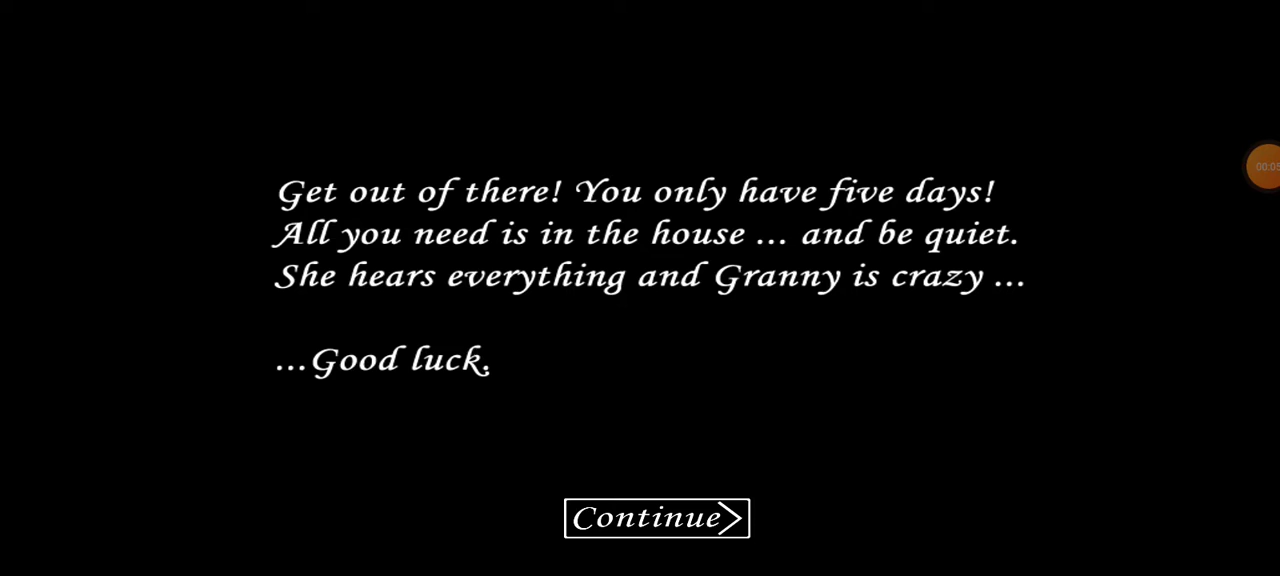 Get out of there! You only have five days!
All you need is in the house ... and be quiet.
She hears everything and Granny is crazy ...
...Good luck.
Continue